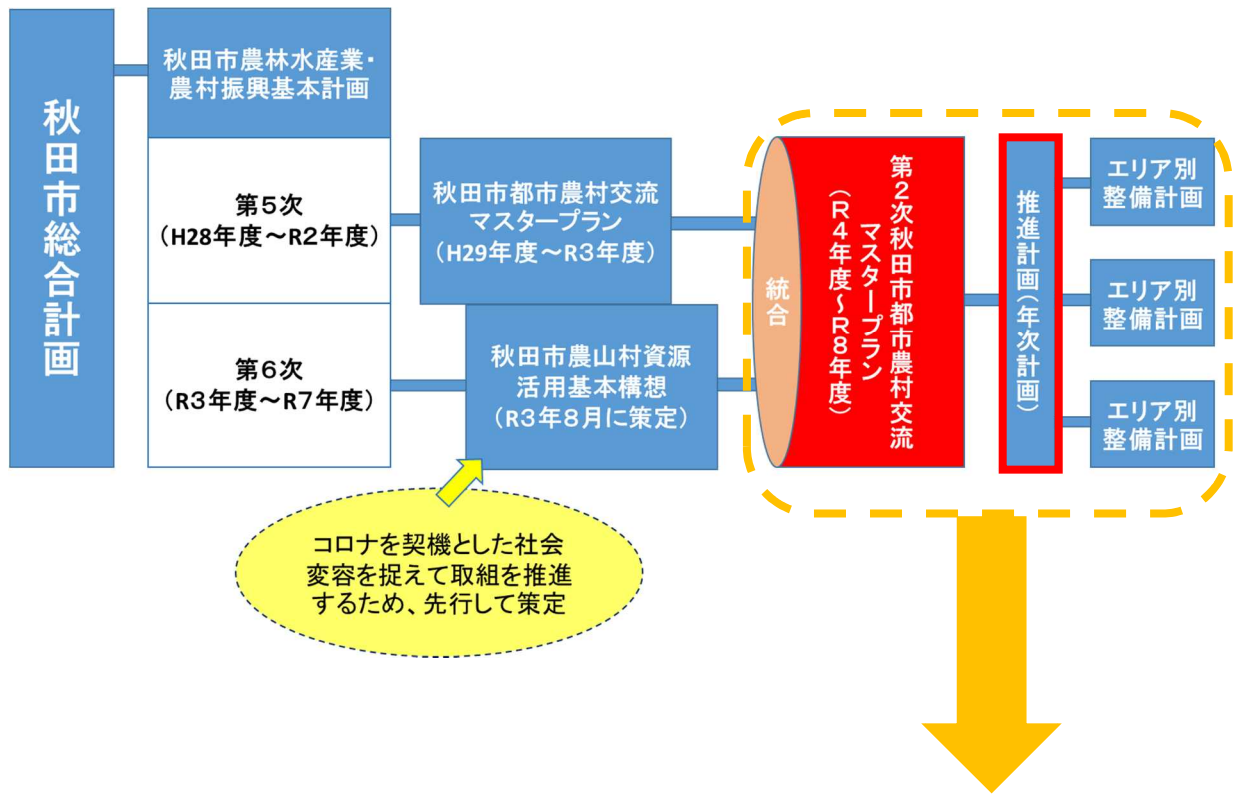 秋田市総合計画
秋田市農林水産業・
農村振興基本計画
第５次
（H28年度～R２年度）
第６次
（R３年度～R７年度）
秋田市都市農村交流
マスタープラン
（H29年度～R３年度）
秋田市農山村資源
活用基本構想
（R３年８月に策定）
コロナを契機とした社会
変容を捉えて取組を推進
するため、先行して策定
統合
第２次秋田市都市農村交流
マスタープラン
（Ｒ４年度～Ｒ８年度）
推進計画（年次計画）
エリア別
整備計画
エリア別
整備計画
エリア別
整備計画